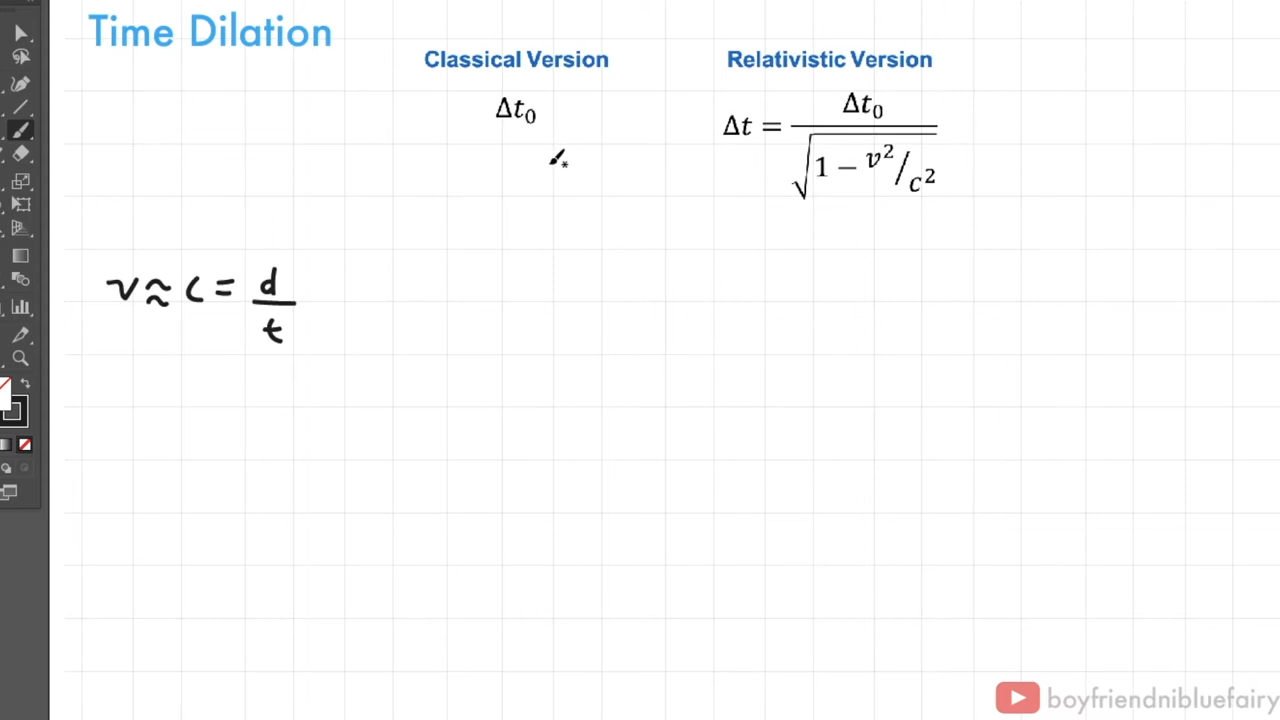 Time Dilation
Classical Version
Δt₀
Relativistic Version
Δt = Δt₀ / √(1 − v²/c²)
v ≈ c = d / t
boyfriendnibluefairy